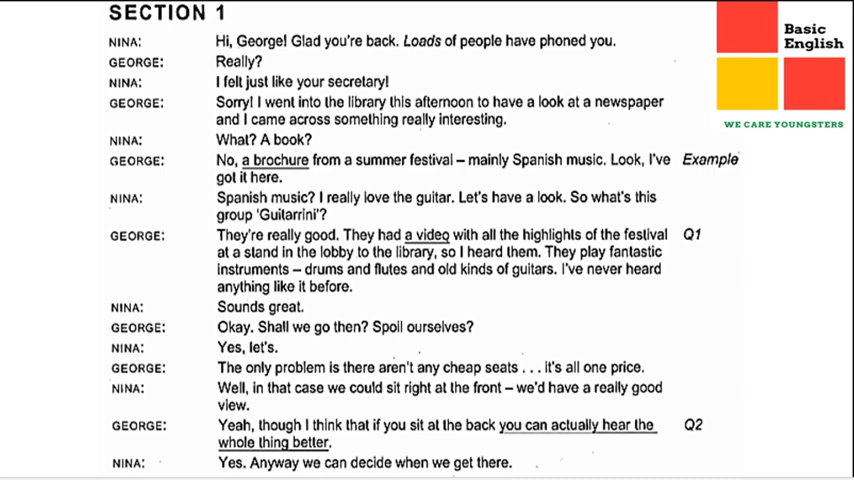 SECTION 1
NINA: Hi, George! Glad you're back. Loads of people have phoned you.
GEORGE: Really?
NINA: I felt just like your secretary!
GEORGE: Sorry! I went into the library this afternoon to have a look at a newspaper
and I came across something really interesting.
NINA: What? A book?
GEORGE: No, a brochure from a summer festival – mainly Spanish music. Look, I've Example
got it here.
NINA: Spanish music? I really love the guitar. Let's have a look. So what's this
group 'Guitarrini'?
GEORGE: They're really good. They had a video with all the highlights of the festival Q1
at a stand in the lobby to the library, so I heard them. They play fantastic
instruments – drums and flutes and old kinds of guitars. I've never heard
anything like it before.
NINA: Sounds great.
GEORGE: Okay. Shall we go then? Spoil ourselves?
NINA: Yes, let's.
GEORGE: The only problem is there aren't any cheap seats . . . it's all one price.
NINA: Well, in that case we could sit right at the front – we'd have a really good
view.
GEORGE: Yeah, though I think that if you sit at the back you can actually hear the Q2
whole thing better.
NINA: Yes. Anyway we can decide when we get there.
Basic
English
WE CARE YOUNGSTERS